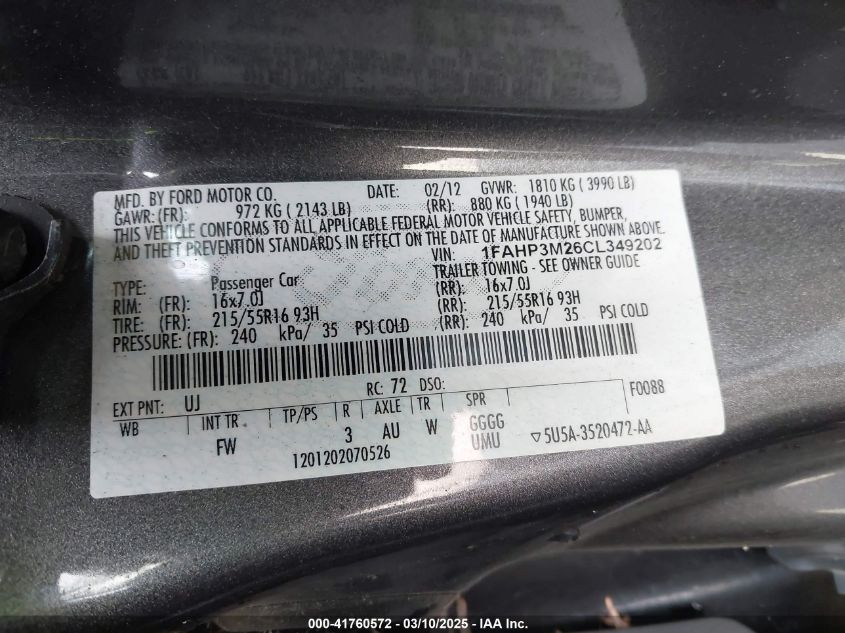 MFD. BY FORD MOTOR CO. DATE: 02/12 GVWR: 1810 KG ( 3990 LB)
GAWR: (FR): 972 KG ( 2143 LB) (RR): 880 KG ( 1940 LB)
THIS VEHICLE CONFORMS TO ALL APPLICABLE FEDERAL MOTOR VEHICLE SAFETY, BUMPER,
AND THEFT PREVENTION STANDARDS IN EFFECT ON THE DATE OF MANUFACTURE SHOWN ABOVE.
VIN: 1FAHP3M26CL349202
TYPE: Passenger Car TRAILER TOWING - SEE OWNER GUIDE
RIM: (FR): 16x7.0J (RR): 16x7.0J
TIRE: (FR): 215/55R16 93H (RR): 215/55R16 93H
PRESSURE: (FR): 240 kPa/ 35 PSI COLD (RR): 240 kPa/ 35 PSI COLD
EXT PNT: UJ RC: 72 DSO: F0088
WB INT TR TP/PS R AXLE TR SPR
FW 3 AU W GGGG
UMU
1201202070526 ▽5U5A-3520472-AA
000-41760572 — 03/10/2025 — IAA Inc.